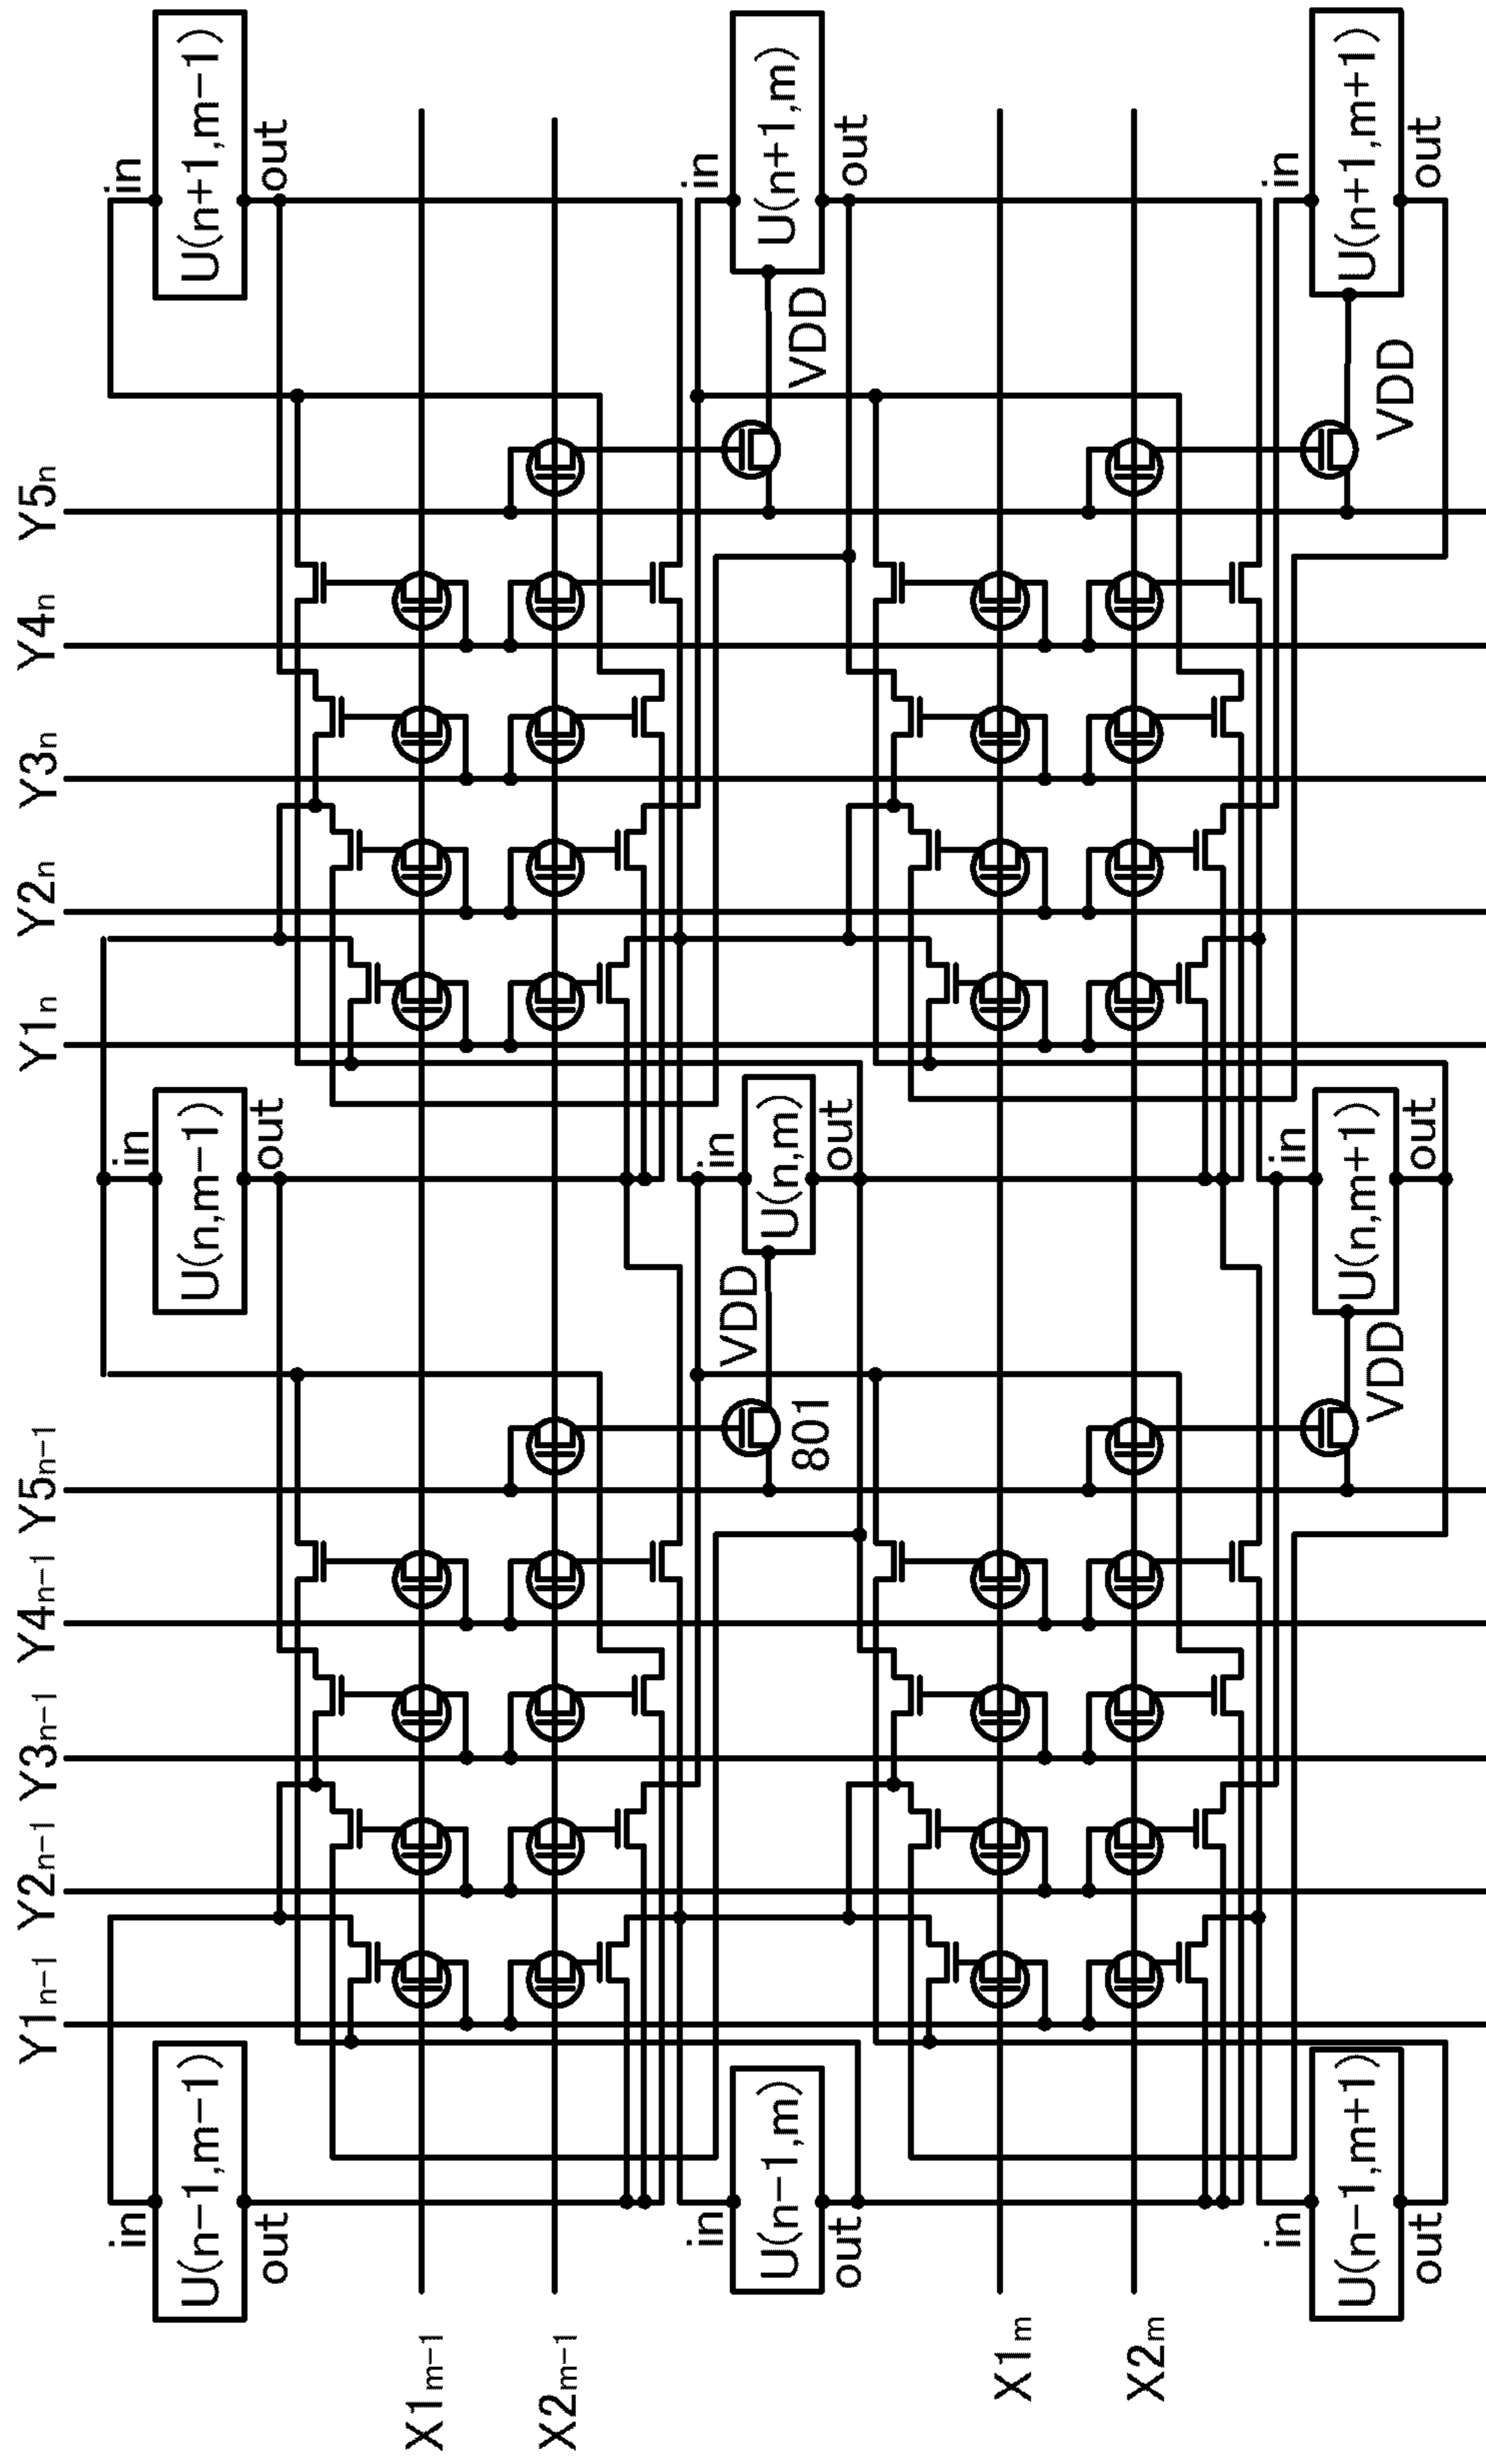 Y1n-1
Y2n-1
Y3n-1
Y4n-1
Y5n-1
Y1n
Y2n
Y3n
Y4n
Y5n
in
U(n-1,m-1)
out
in
U(n,m-1)
out
in
U(n+1,m-1)
out
X1m-1
X2m-1
in
U(n-1,m)
out
801
VDD
in
U(n,m)
out
VDD
in
U(n+1,m)
out
X1m
X2m
in
U(n-1,m+1)
out
VDD
in
U(n,m+1)
out
VDD
in
U(n+1,m+1)
out